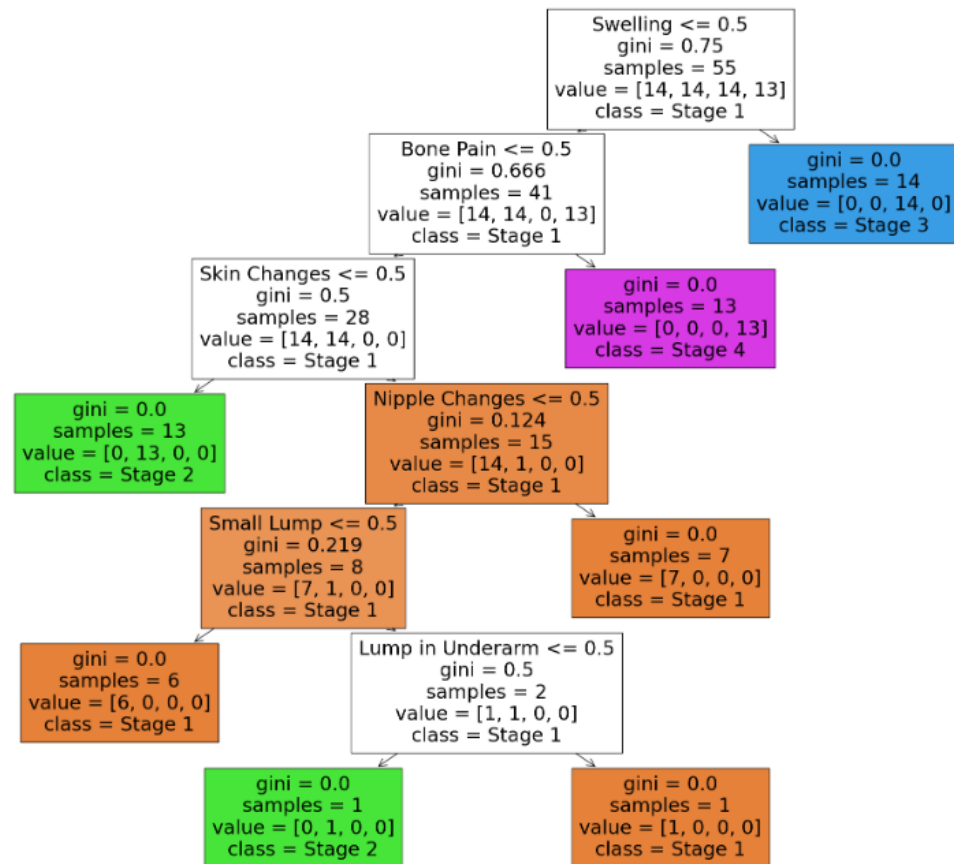 Swelling <= 0.5
gini = 0.75
samples = 55
value = [14, 14, 14, 13]
class = Stage 1
Bone Pain <= 0.5
gini = 0.666
samples = 41
value = [14, 14, 0, 13]
class = Stage 1
gini = 0.0
samples = 14
value = [0, 0, 14, 0]
class = Stage 3
Skin Changes <= 0.5
gini = 0.5
samples = 28
value = [14, 14, 0, 0]
class = Stage 1
gini = 0.0
samples = 13
value = [0, 0, 0, 13]
class = Stage 4
gini = 0.0
samples = 13
value = [0, 13, 0, 0]
class = Stage 2
Nipple Changes <= 0.5
gini = 0.124
samples = 15
value = [14, 1, 0, 0]
class = Stage 1
Small Lump <= 0.5
gini = 0.219
samples = 8
value = [7, 1, 0, 0]
class = Stage 1
gini = 0.0
samples = 7
value = [7, 0, 0, 0]
class = Stage 1
gini = 0.0
samples = 6
value = [6, 0, 0, 0]
class = Stage 1
Lump in Underarm <= 0.5
gini = 0.5
samples = 2
value = [1, 1, 0, 0]
class = Stage 1
gini = 0.0
samples = 1
value = [0, 1, 0, 0]
class = Stage 2
gini = 0.0
samples = 1
value = [1, 0, 0, 0]
class = Stage 1